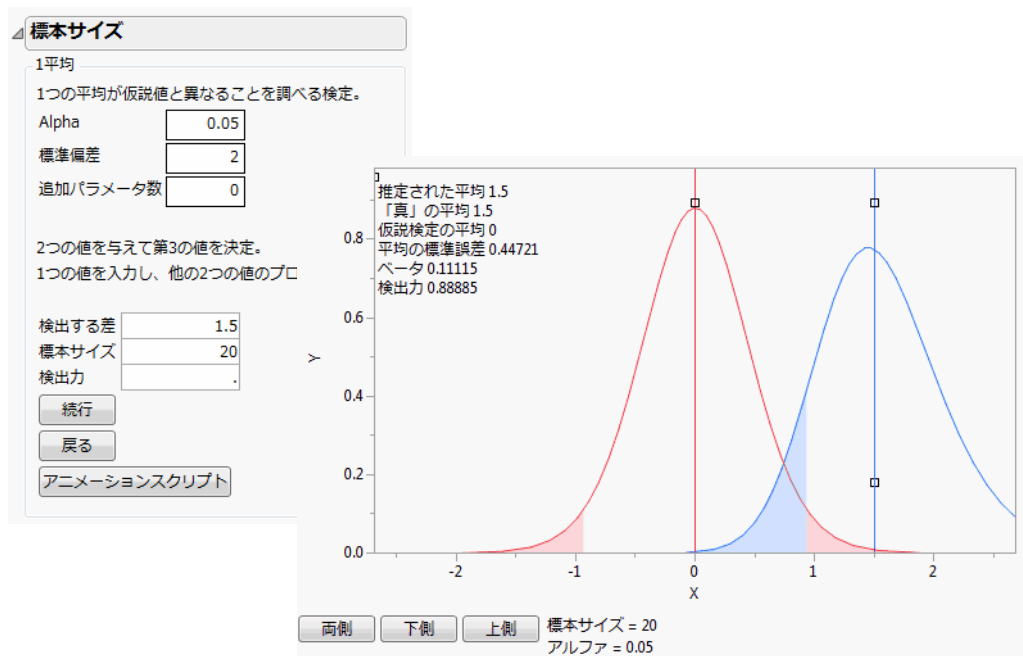 標本サイズ
1平均
1つの平均が仮説値と異なることを調べる検定。
Alpha 0.05
標準偏差 2
追加パラメータ数 0
2つの値を与えて第3の値を決定。
1つの値を入力し、他の2つの値のプロ
検出する差 1.5
標本サイズ 20
検出力 .
続行
戻る
アニメーションスクリプト
推定された平均 1.5
「真」の平均 1.5
仮説検定の平均 0
平均の標準誤差 0.44721
ベータ 0.11115
検出力 0.88885
0.8
0.6
Y
0.4
0.2
0.0
-2 -1 0 1 2
X
両側 下側 上側
標本サイズ = 20
アルファ = 0.05